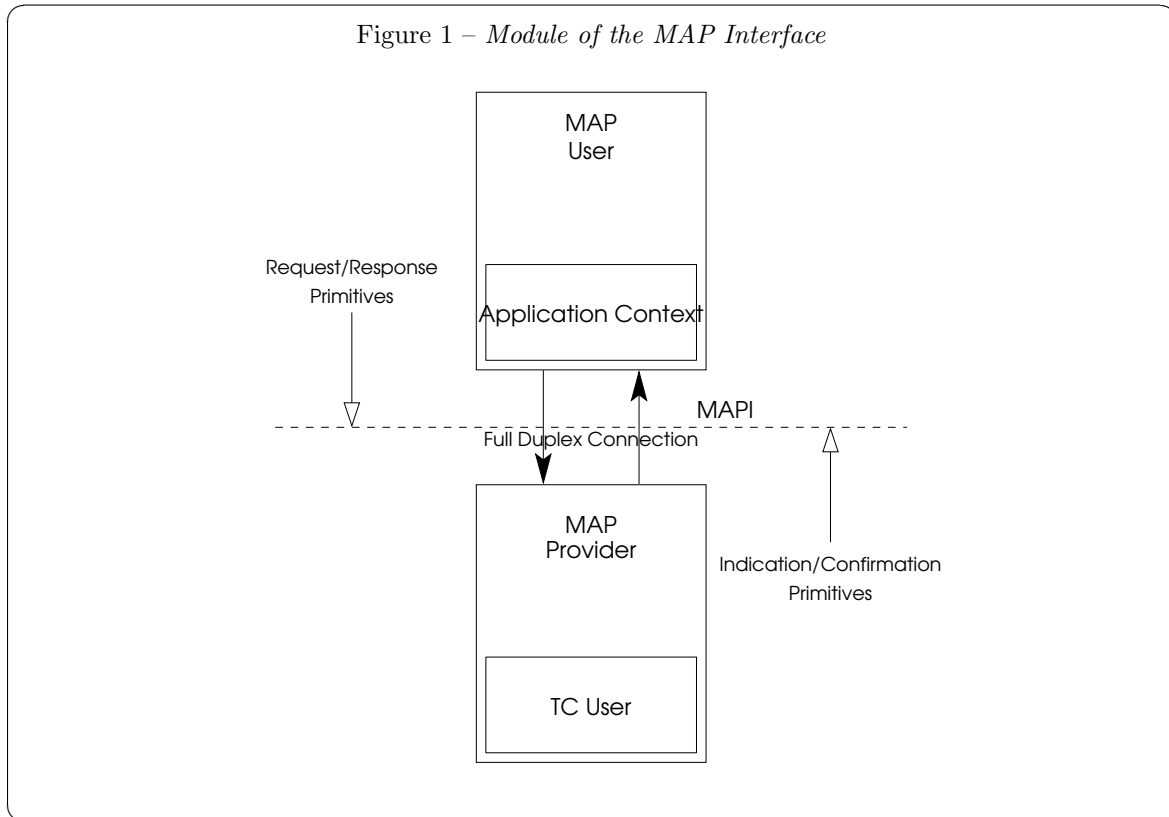 Figure 1 – Module of the MAP Interface
MAP
User
Request/Response
Primitives
Application Context
MAPI
Full Duplex Connection
MAP
Provider
Indication/Confirmation
Primitives
TC User